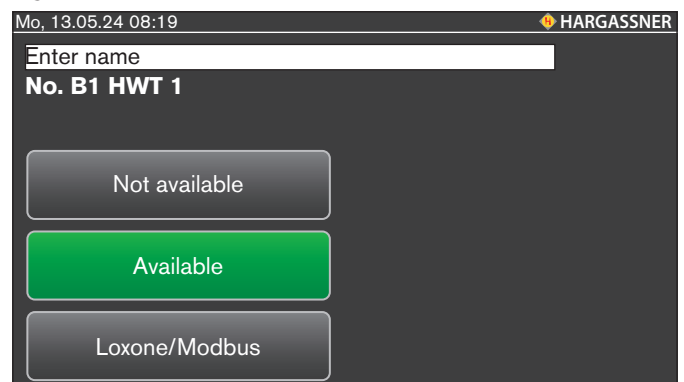 Mo, 13.05.24 08:19 HARGASSNER
Enter name
No. B1 HWT 1
Not available
Available
Loxone/Modbus